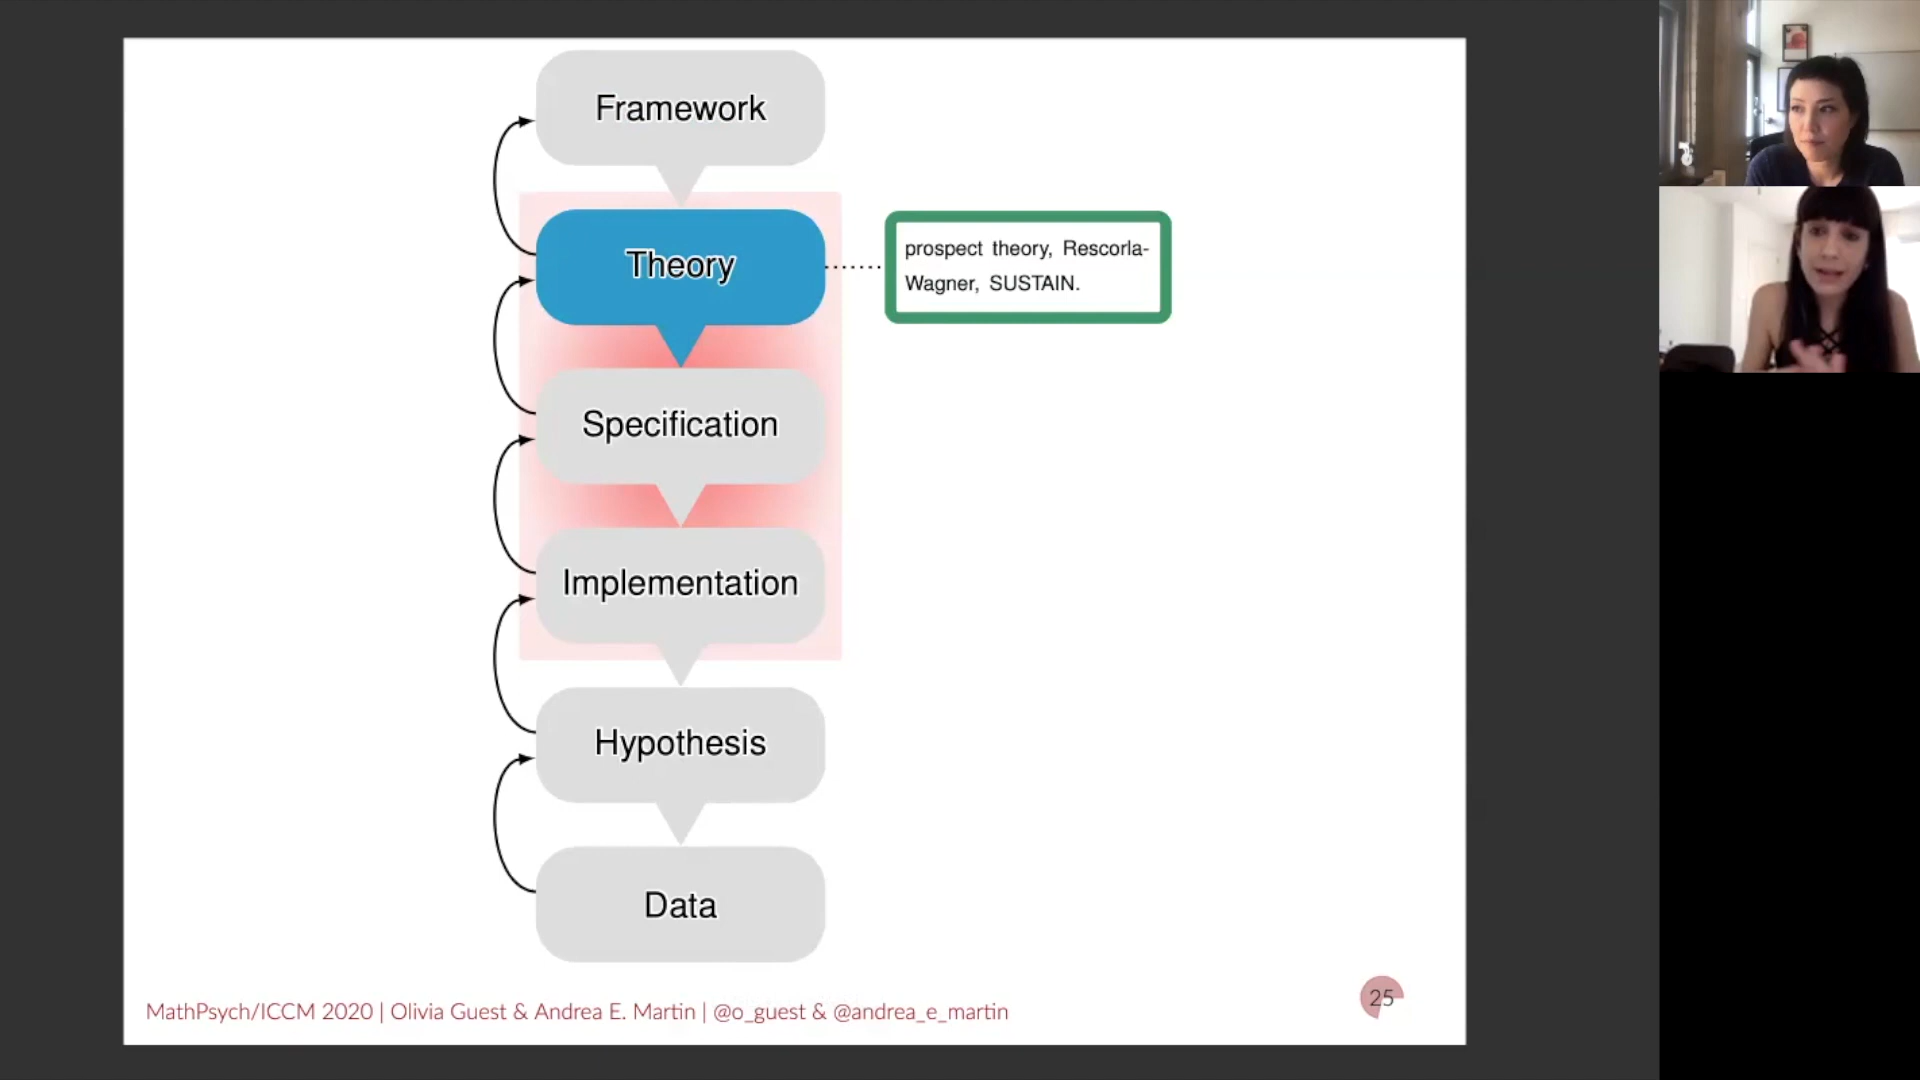 Framework
Theory
prospect theory, Rescorla-
Wagner, SUSTAIN.
Specification
Implementation
Hypothesis
Data
MathPsych/ICCM 2020 | Olivia Guest & Andrea E. Martin | @o_guest & @andrea_e_martin
25